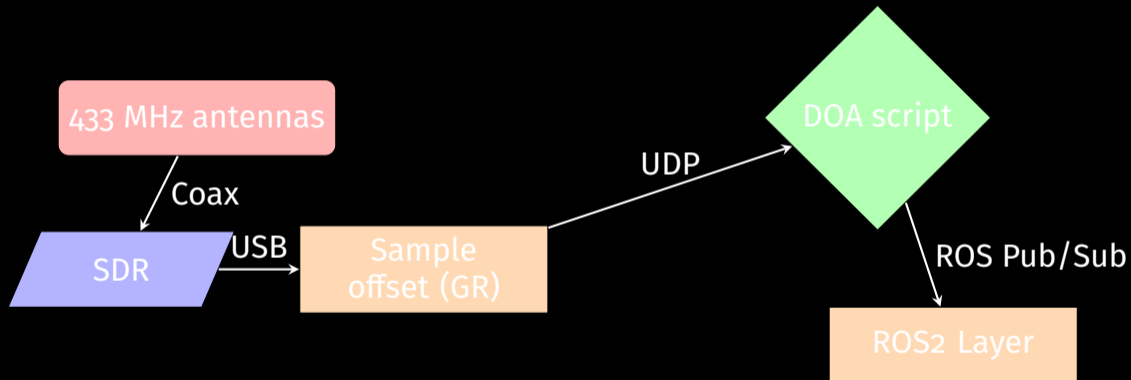 433 MHz antennas
Coax
SDR
USB
Sample
offset (GR)
UDP
DOA script
ROS Pub/Sub
ROS2 Layer